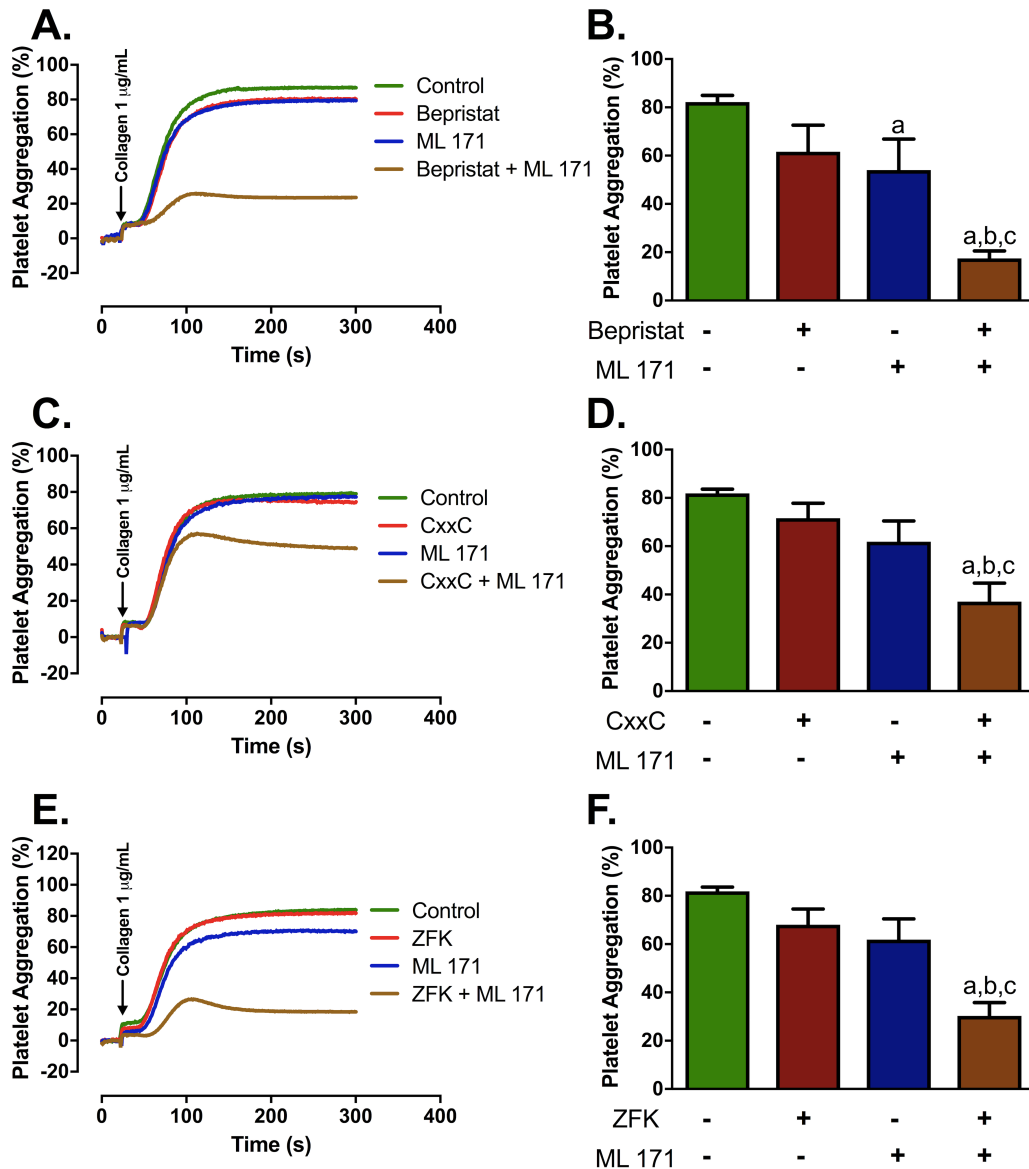 A.
Platelet Aggregation (%)
100
80
60
40
20
0
-20
Collagen 1 µg/mL
Control
Bepristat
ML 171
Bepristat + ML 171
0
100
200
300
400
Time (s)
B.
Platelet Aggregation (%)
100
80
60
40
20
0
a
a,b,c
Bepristat - + - +
ML 171 - - + +
C.
Platelet Aggregation (%)
100
80
60
40
20
0
-20
Collagen 1 µg/mL
Control
CxxC
ML 171
CxxC + ML 171
0
100
200
300
400
Time (s)
D.
Platelet Aggregation (%)
100
80
60
40
20
0
a,b,c
CxxC - + - +
ML 171 - - + +
E.
Platelet Aggregation (%)
120
100
80
60
40
20
0
-20
Collagen 1 µg/mL
Control
ZFK
ML 171
ZFK + ML 171
0
100
200
300
400
Time (s)
F.
Platelet Aggregation (%)
100
80
60
40
20
0
a,b,c
ZFK - + - +
ML 171 - - + +